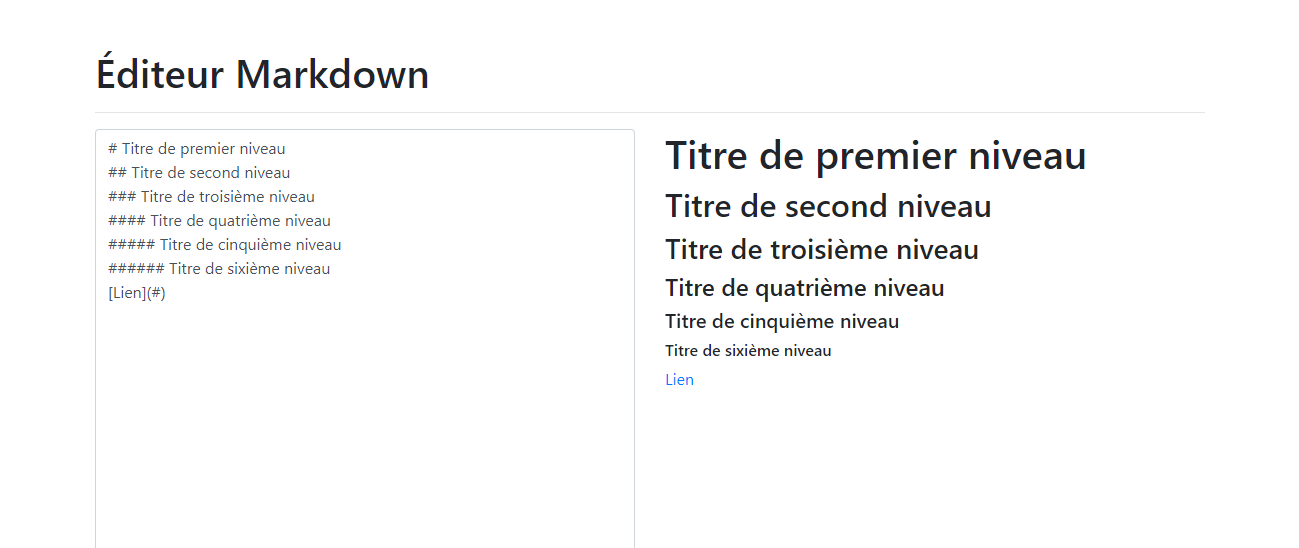 Éditeur Markdown
# Titre de premier niveau
## Titre de second niveau
### Titre de troisième niveau
#### Titre de quatrième niveau
##### Titre de cinquième niveau
###### Titre de sixième niveau
[Lien](#)
Titre de premier niveau
Titre de second niveau
Titre de troisième niveau
Titre de quatrième niveau
Titre de cinquième niveau
Titre de sixième niveau
Lien